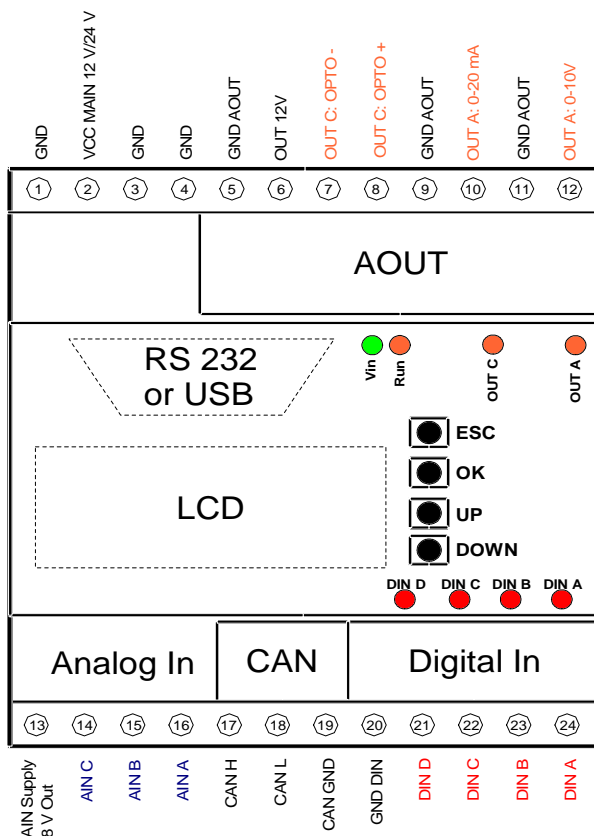 GND
VCC MAIN 12 V/24 V
GND
GND
GND AOUT
OUT 12V
OUT C: OPTO -
OUT C: OPTO +
GND AOUT
OUT A: 0-20 mA
GND AOUT
OUT A: 0-10V
1 2 3 4 5 6 7 8 9 10 11 12
AOUT
RS 232
or USB
Vin
Run
OUT C
OUT A
ESC
OK
LCD
UP
DOWN
DIN D DIN C DIN B DIN A
Analog In CAN Digital In
13 14 15 16 17 18 19 20 21 22 23 24
AIN Supply
8 V Out
AIN C
AIN B
AIN A
CAN H
CAN L
CAN GND
GND DIN
DIN D
DIN C
DIN B
DIN A